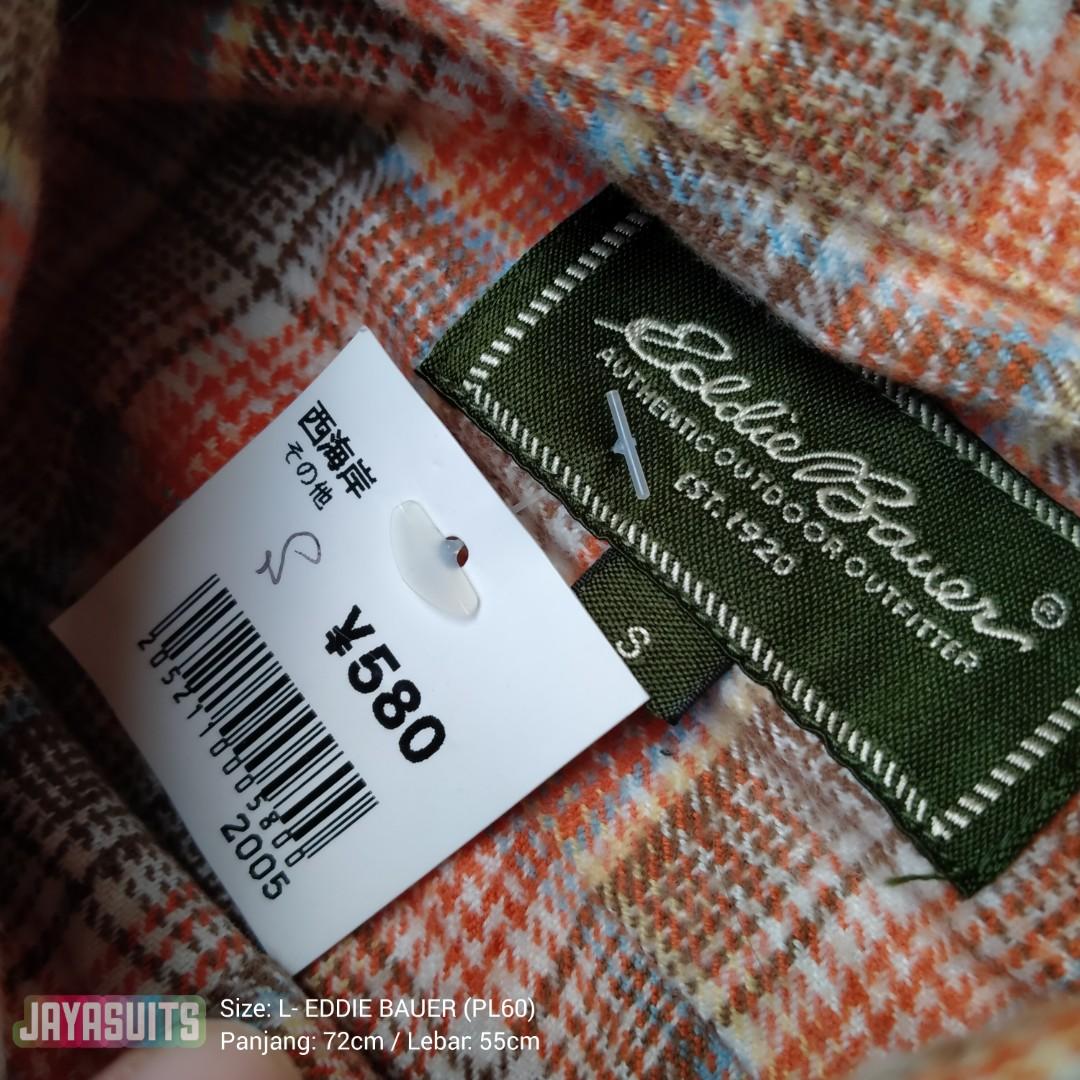 Eddie Bauer®
AUTHENTIC OUTDOOR OUTFITTER
EST. 1920
S
西海岸
その他
S
¥580
2005
JAYASUITS
Size: L- EDDIE BAUER (PL60)
Panjang: 72cm / Lebar: 55cm